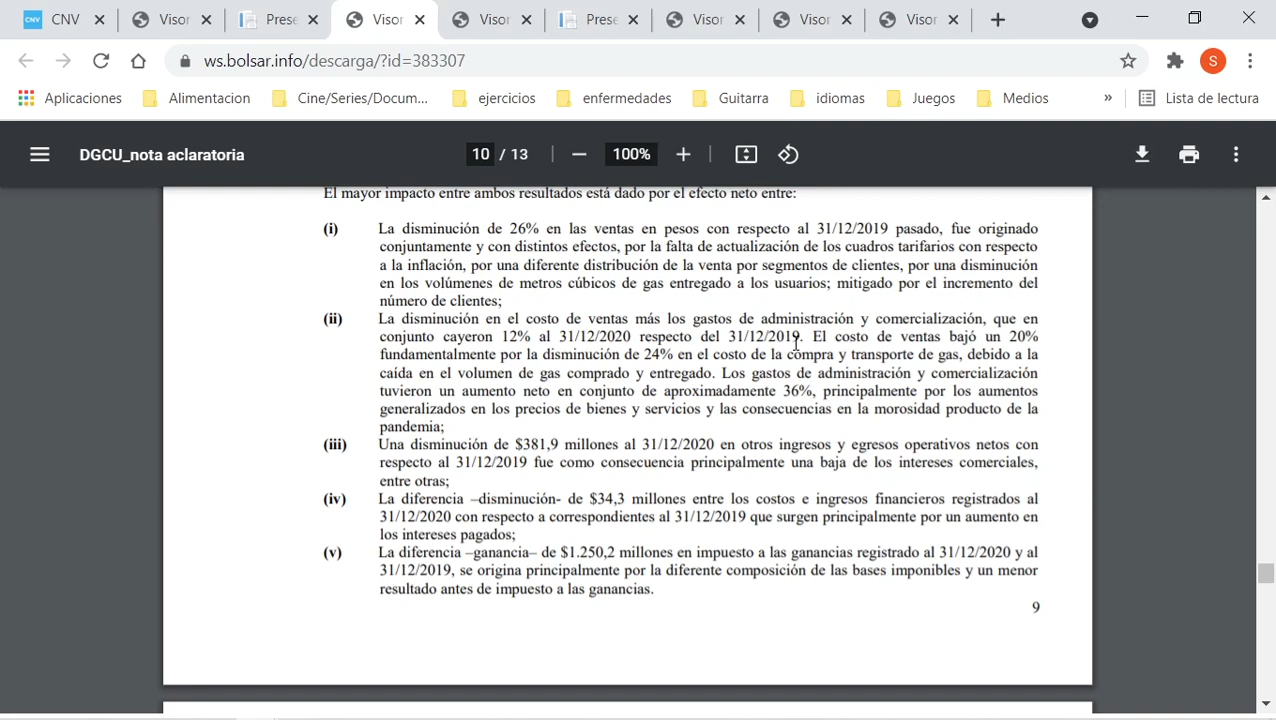 CNV
Visor
Prese
Visor
Visor
Prese
Visor
Visor
Visor
ws.bolsar.info/descarga/?id=383307
S
Aplicaciones
Alimentacion
Cine/Series/Docum...
ejercicios
enfermedades
Guitarra
idiomas
Juegos
Medios
»
Lista de lectura
DGCU_nota aclaratoria
10 / 13
100%
El mayor impacto entre ambos resultados está dado por el efecto neto entre:
(i) La disminución de 26% en las ventas en pesos con respecto al 31/12/2019 pasado, fue originado
conjuntamente y con distintos efectos, por la falta de actualización de los cuadros tarifarios con respecto
a la inflación, por una diferente distribución de la venta por segmentos de clientes, por una disminución
en los volúmenes de metros cúbicos de gas entregado a los usuarios; mitigado por el incremento del
número de clientes;
(ii) La disminución en el costo de ventas más los gastos de administración y comercialización, que en
conjunto cayeron 12% al 31/12/2020 respecto del 31/12/2019. El costo de ventas bajó un 20%
fundamentalmente por la disminución de 24% en el costo de la compra y transporte de gas, debido a la
caída en el volumen de gas comprado y entregado. Los gastos de administración y comercialización
tuvieron un aumento neto en conjunto de aproximadamente 36%, principalmente por los aumentos
generalizados en los precios de bienes y servicios y las consecuencias en la morosidad producto de la
pandemia;
(iii) Una disminución de $381,9 millones al 31/12/2020 en otros ingresos y egresos operativos netos con
respecto al 31/12/2019 fue como consecuencia principalmente una baja de los intereses comerciales,
entre otras;
(iv) La diferencia –disminución- de $34,3 millones entre los costos e ingresos financieros registrados al
31/12/2020 con respecto a correspondientes al 31/12/2019 que surgen principalmente por un aumento en
los intereses pagados;
(v) La diferencia –ganancia– de $1.250,2 millones en impuesto a las ganancias registrado al 31/12/2020 y al
31/12/2019, se origina principalmente por la diferente composición de las bases imponibles y un menor
resultado antes de impuesto a las ganancias.
9